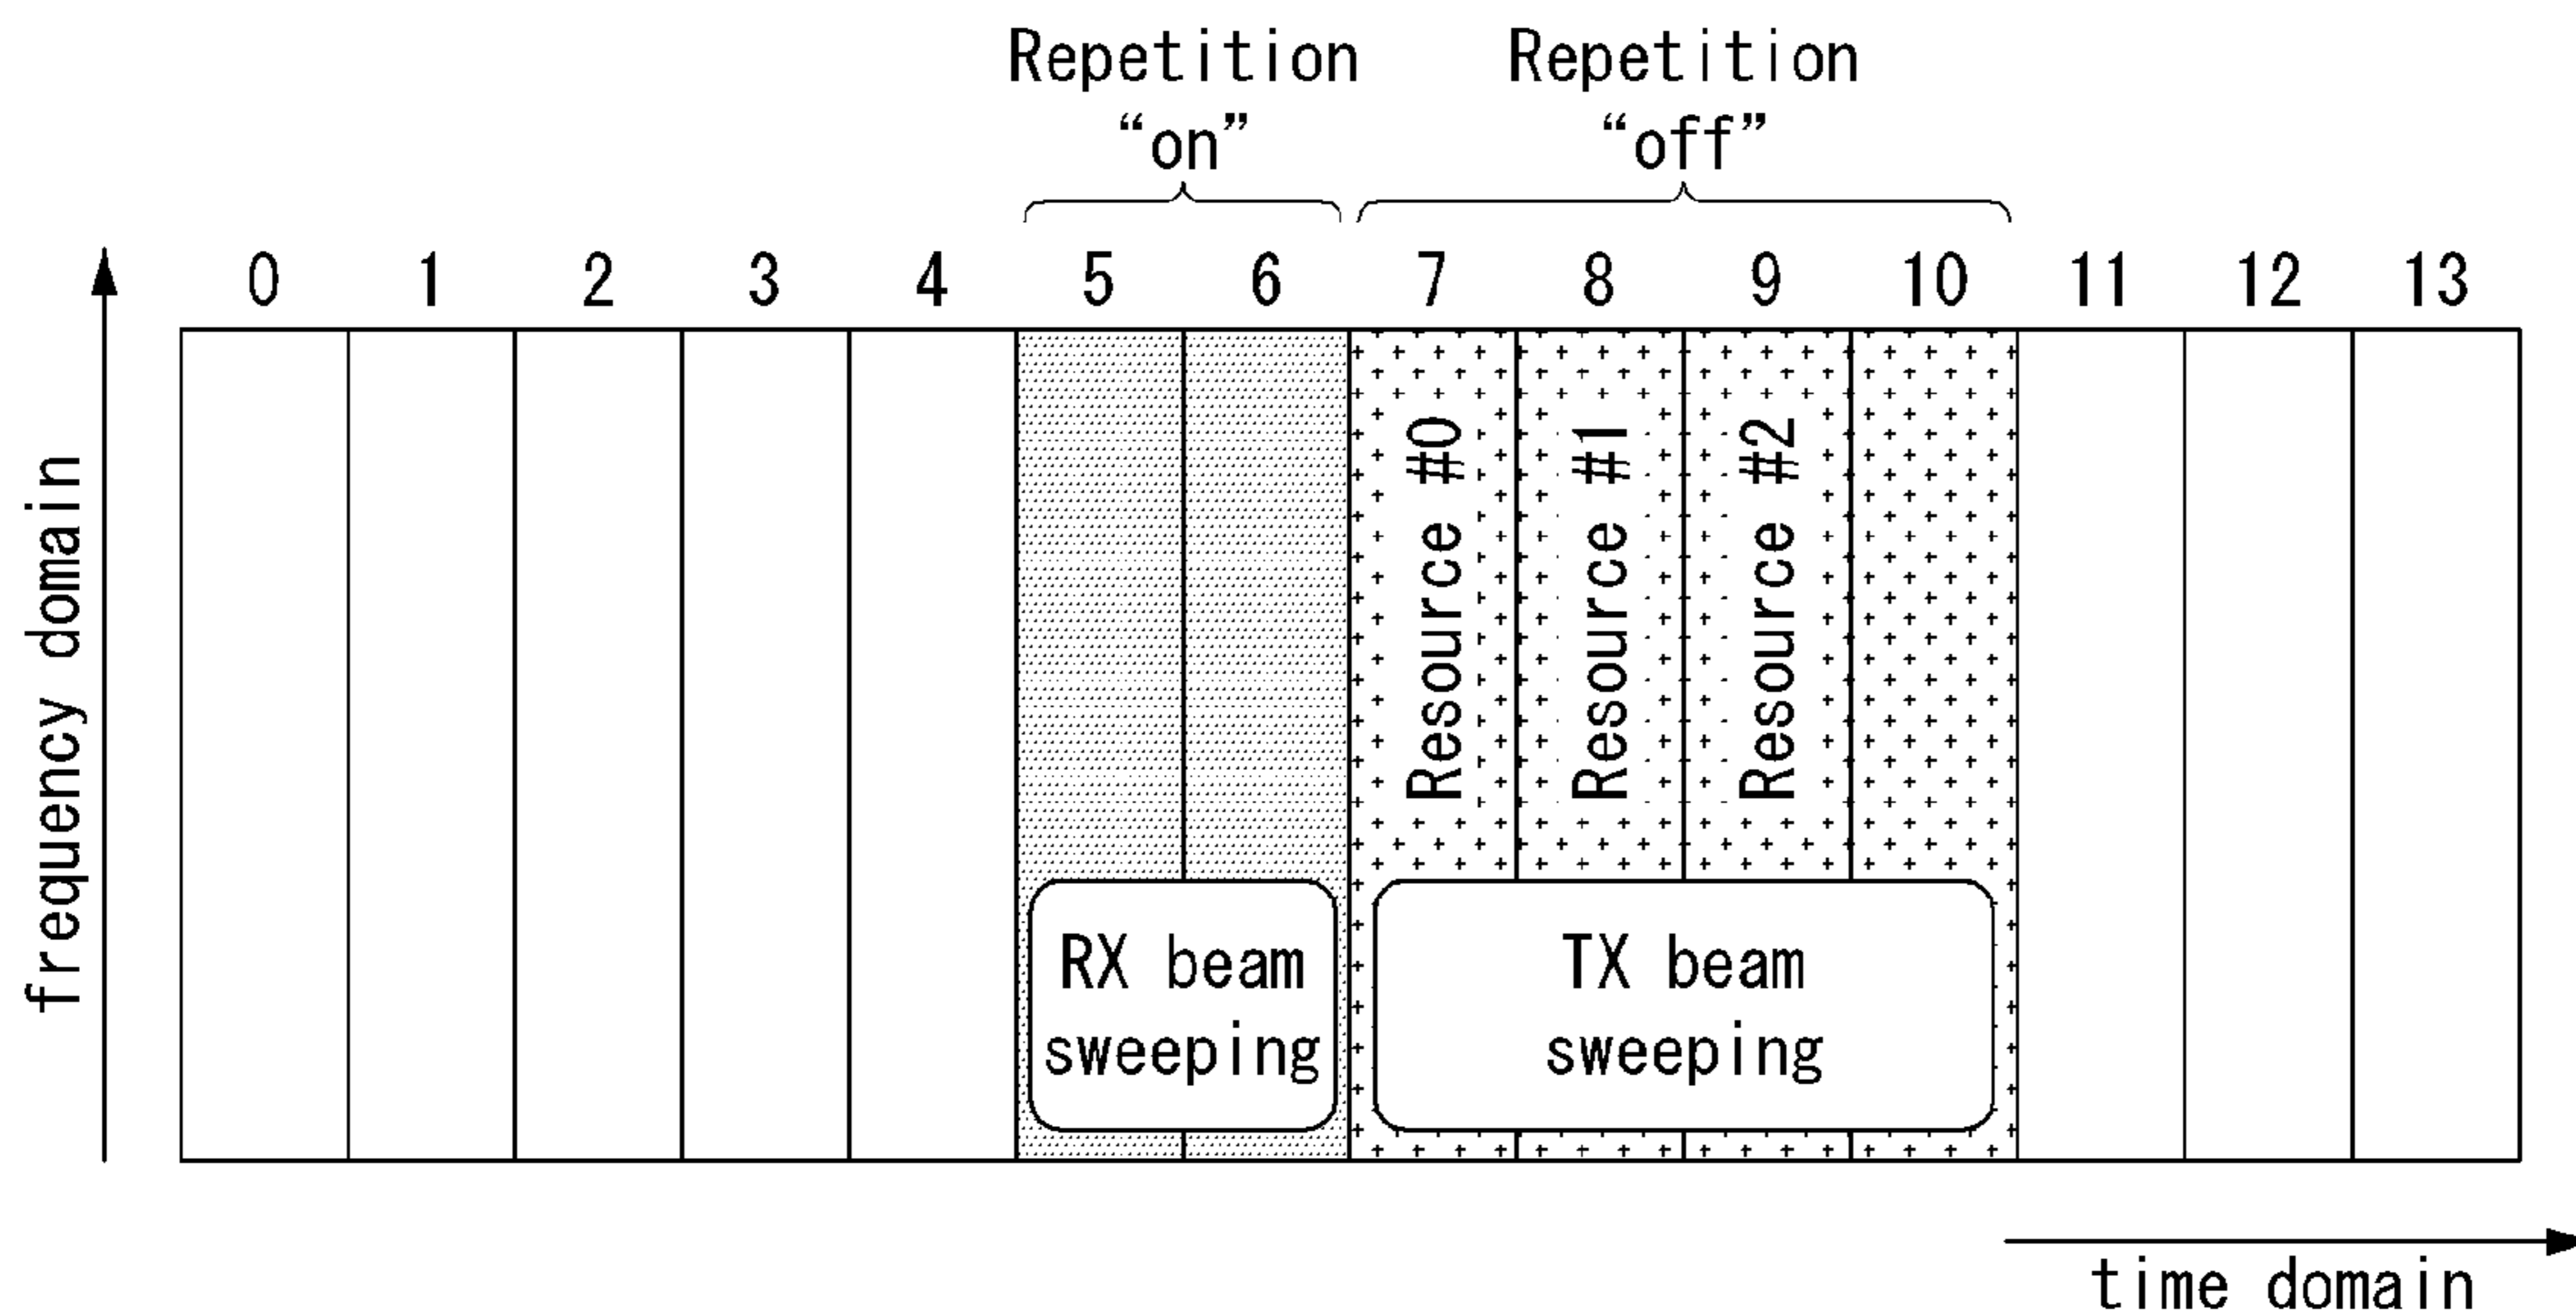 Repetition
“on”
Repetition
“off”
0 1 2 3 4 5 6 7 8 9 10 11 12 13
frequency domain
Resource #0
Resource #1
Resource #2
RX beam
sweeping
TX beam
sweeping
time domain